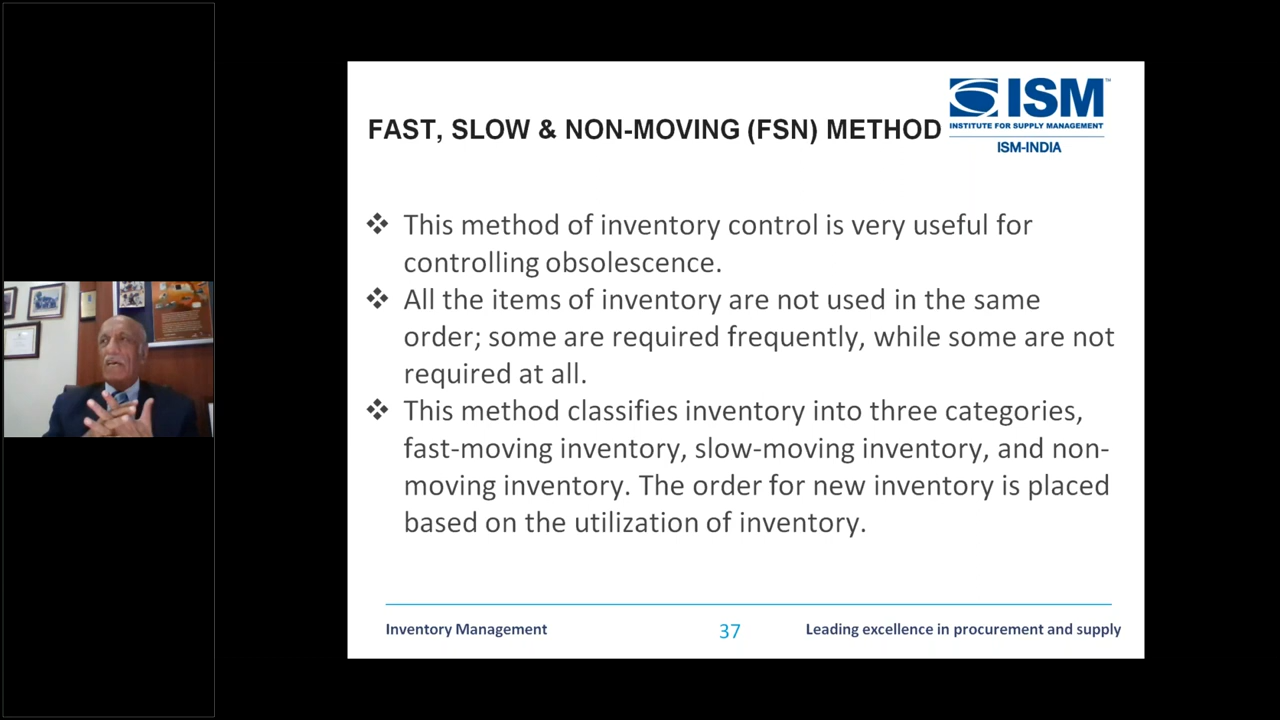 ISM™
INSTITUTE FOR SUPPLY MANAGEMENT
ISM-INDIA
FAST, SLOW & NON-MOVING (FSN) METHOD
❖ This method of inventory control is very useful for
controlling obsolescence.
❖ All the items of inventory are not used in the same
order; some are required frequently, while some are not
required at all.
❖ This method classifies inventory into three categories,
fast-moving inventory, slow-moving inventory, and non-
moving inventory. The order for new inventory is placed
based on the utilization of inventory.
Inventory Management 37 Leading excellence in procurement and supply